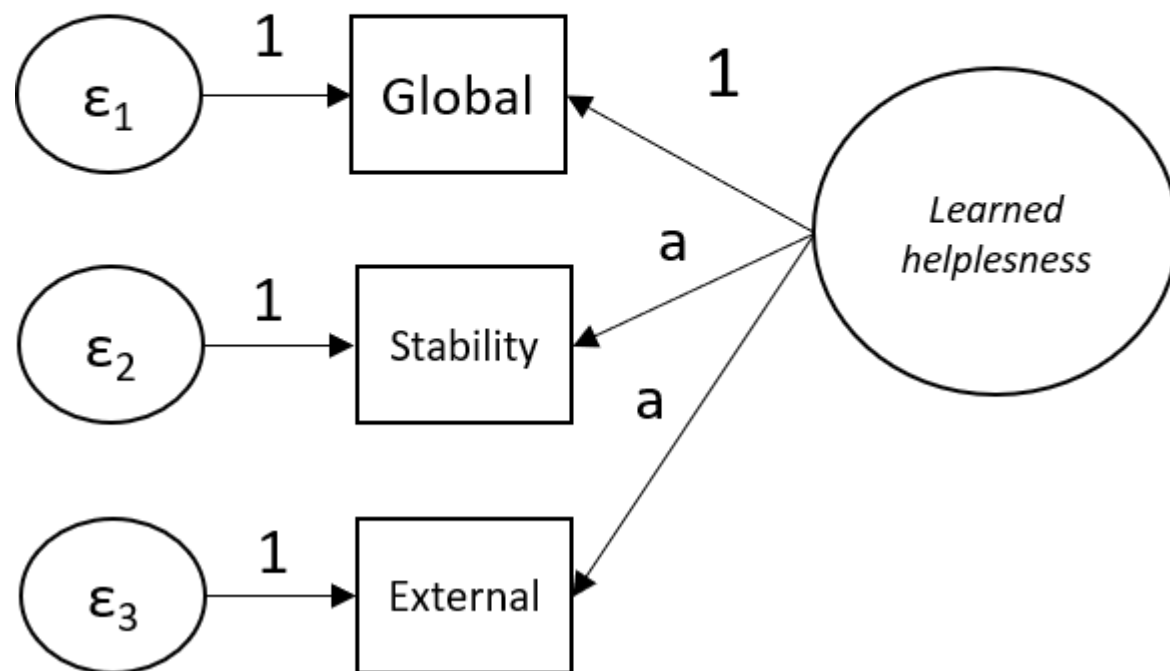 1
ε1
Global
1
Learned
helplesness
a
1
ε2
Stability
a
1
ε3
External